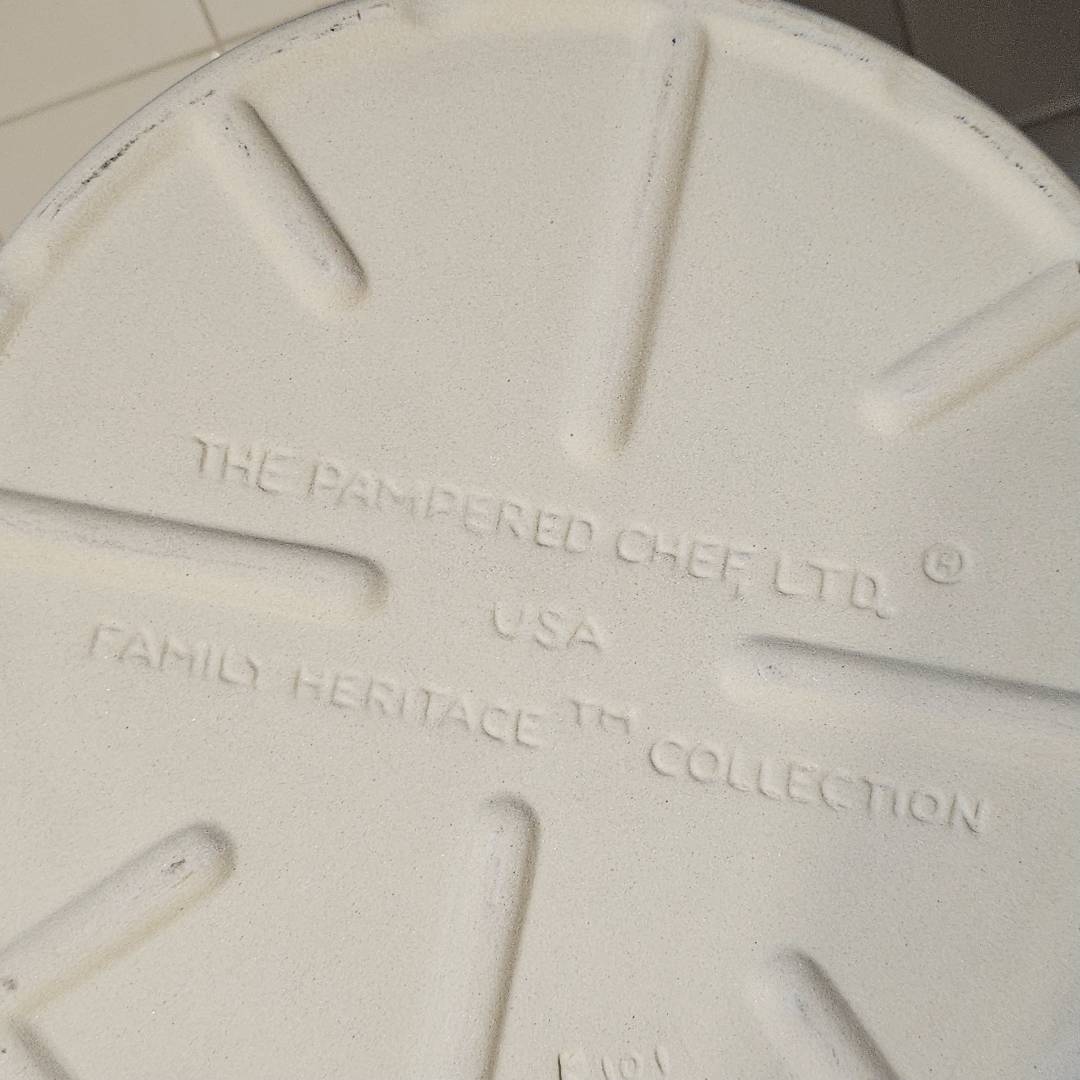 THE PAMPERED CHEF, LTD. ®
USA
FAMILY HERITAGE ™ COLLECTION